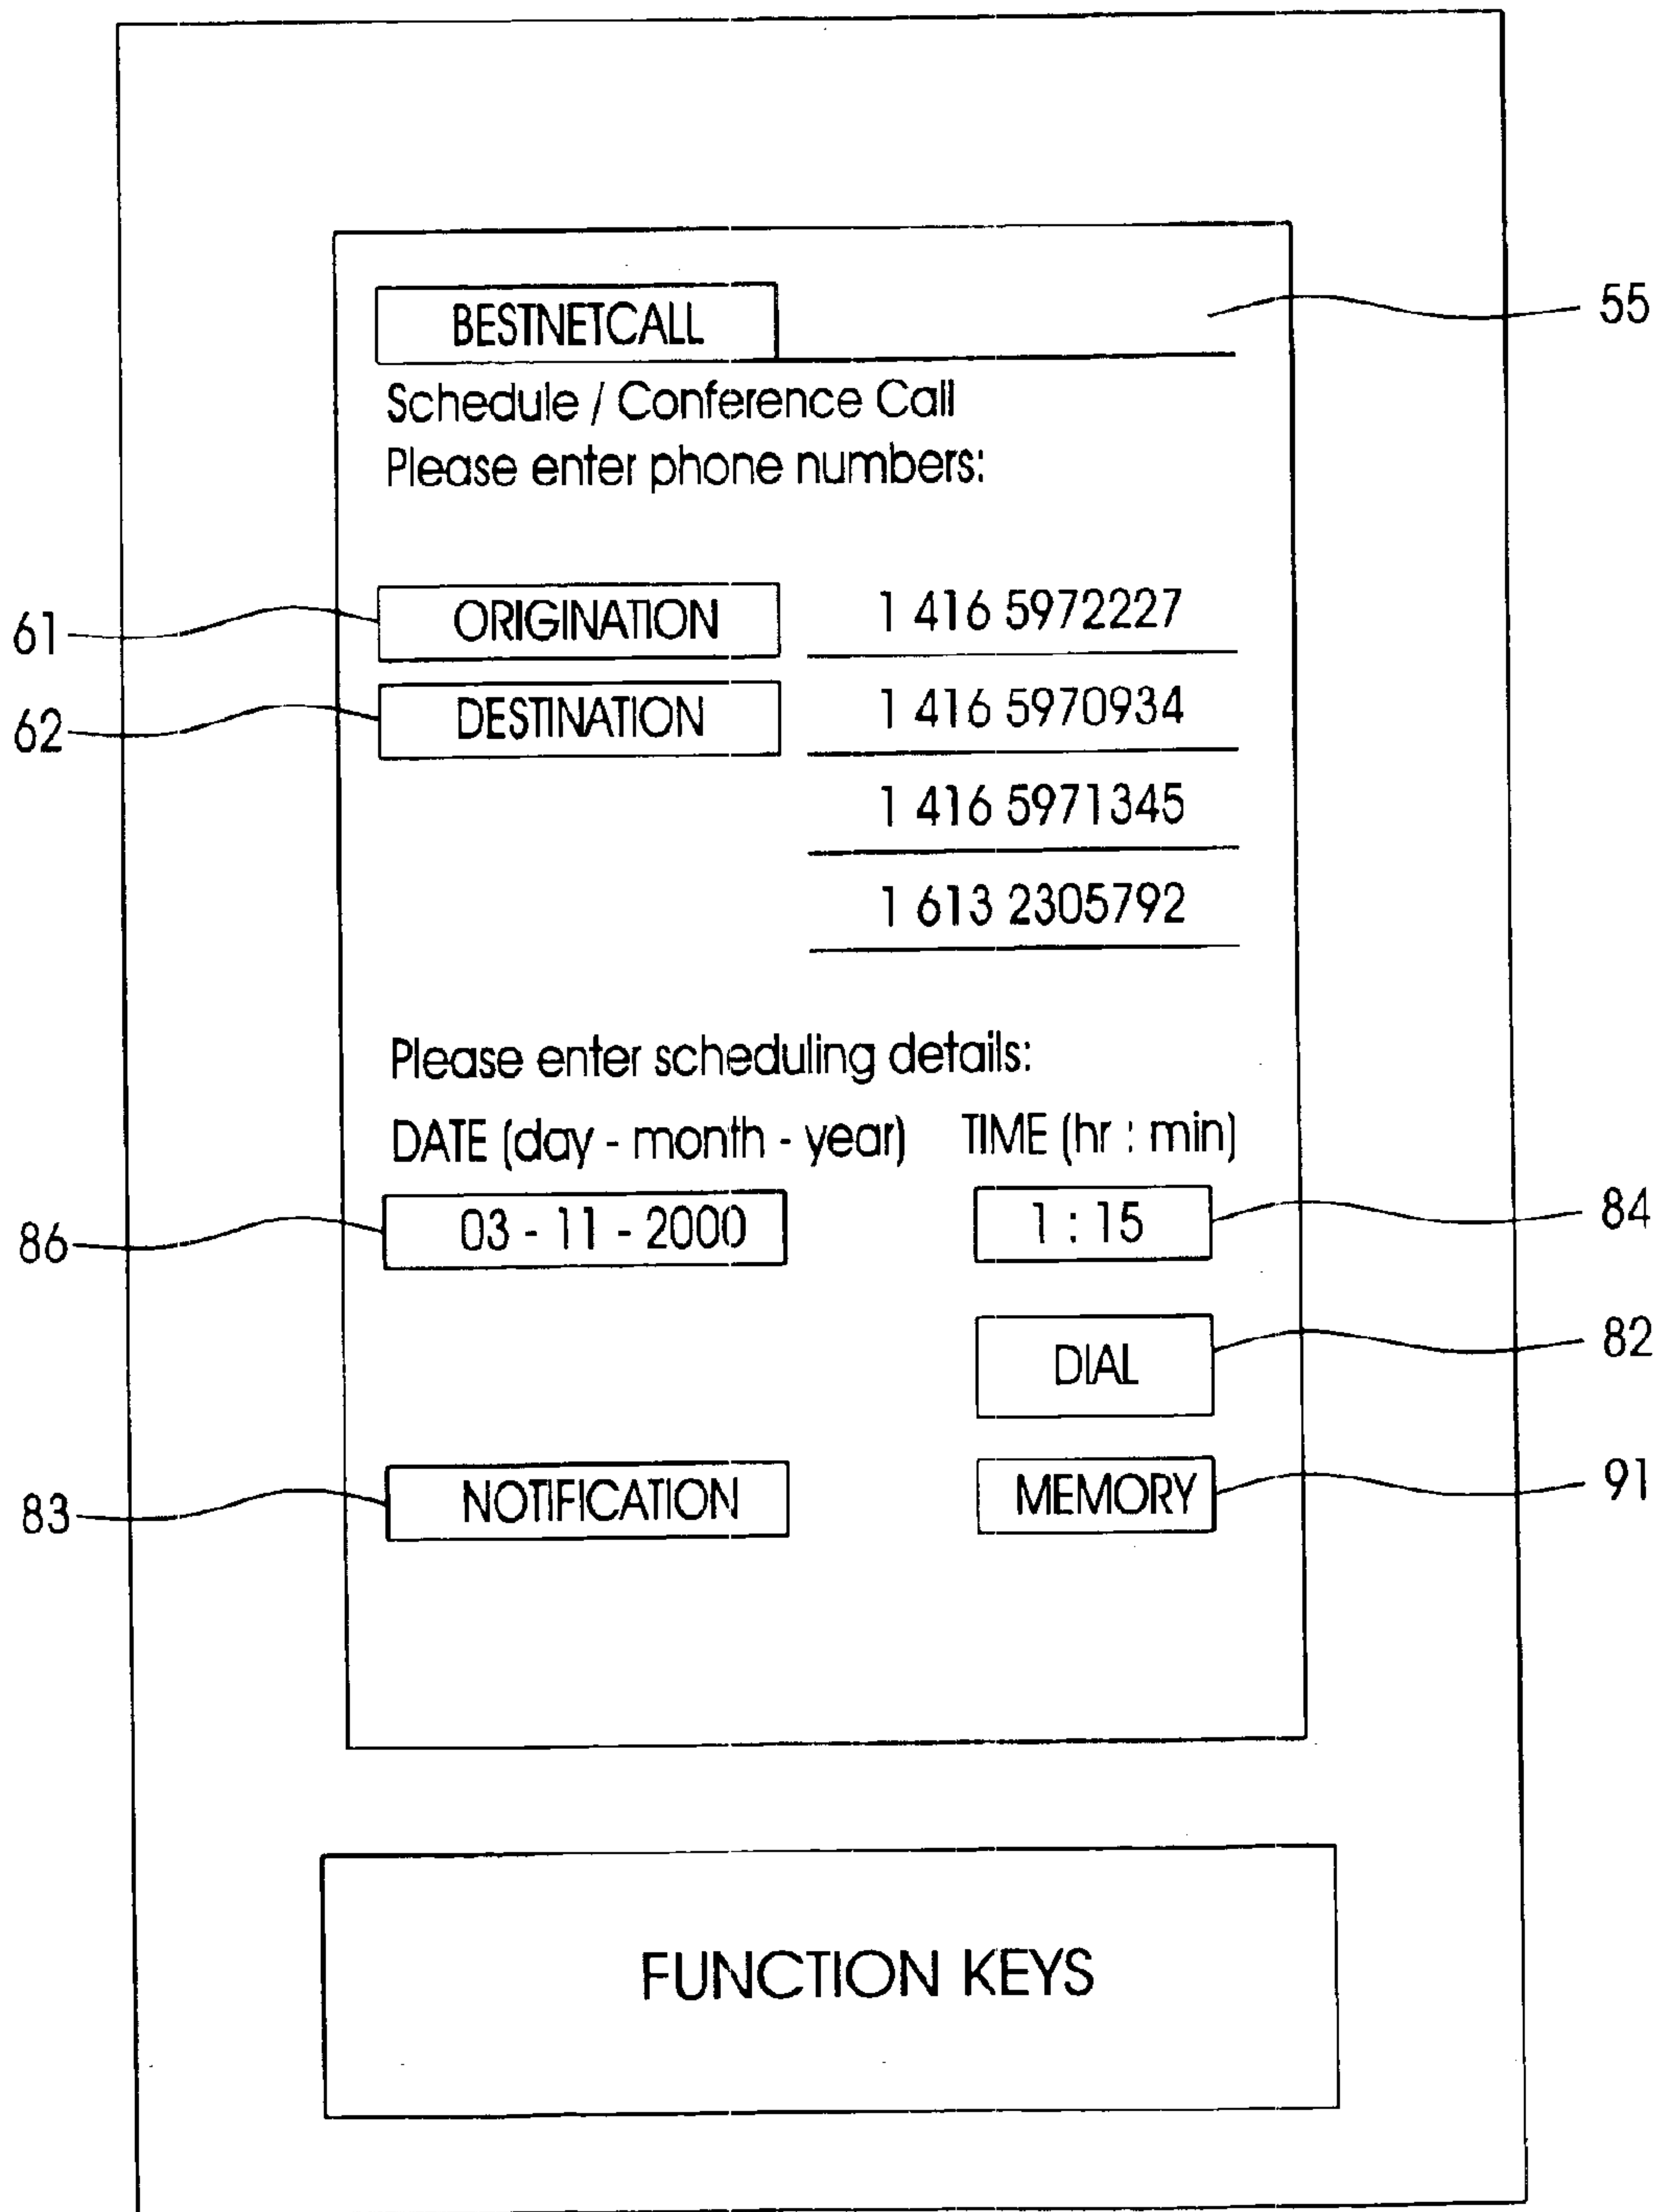 BESTNETCALL 55
Schedule / Conference Call
Please enter phone numbers:
61 ORIGINATION 1 416 5972227
62 DESTINATION 1 416 5970934
1 416 5971345
1 613 2305792
Please enter scheduling details:
DATE (day - month - year) TIME (hr : min)
86 03 - 11 - 2000 1 : 15 84
DIAL 82
83 NOTIFICATION MEMORY 91
FUNCTION KEYS